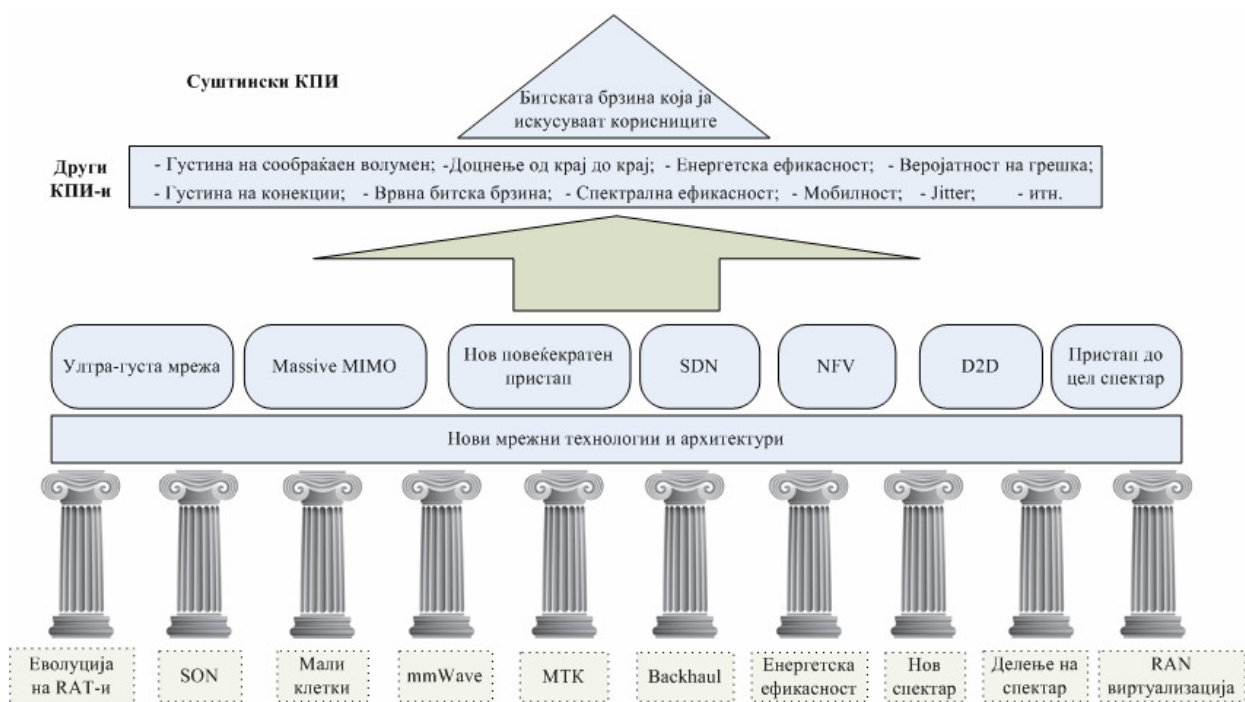 Суштински КПИ
Битската брзина која ја
искусуваат корисниците
Други
КПИ-и
- Густина на сообраќаен волумен; -Доцнење од крај до крај; - Енергетска ефикасност; - Веројатност на грешка;
- Густина на конекции; - Врвна битска брзина; - Спектрална ефикасност; - Мобилност; - Jitter; - итн.
Ултра-густа мрежа
Massive MIMO
Нов повеќекратен
пристап
SDN
NFV
D2D
Пристап до
цел спектар
Нови мрежни технологии и архитектури
Еволуција
на RAT-и
SON
Мали
клетки
mmWave
МТК
Backhaul
Енергетска
ефикасност
Нов
спектар
Делење на
спектар
RAN
виртуализација